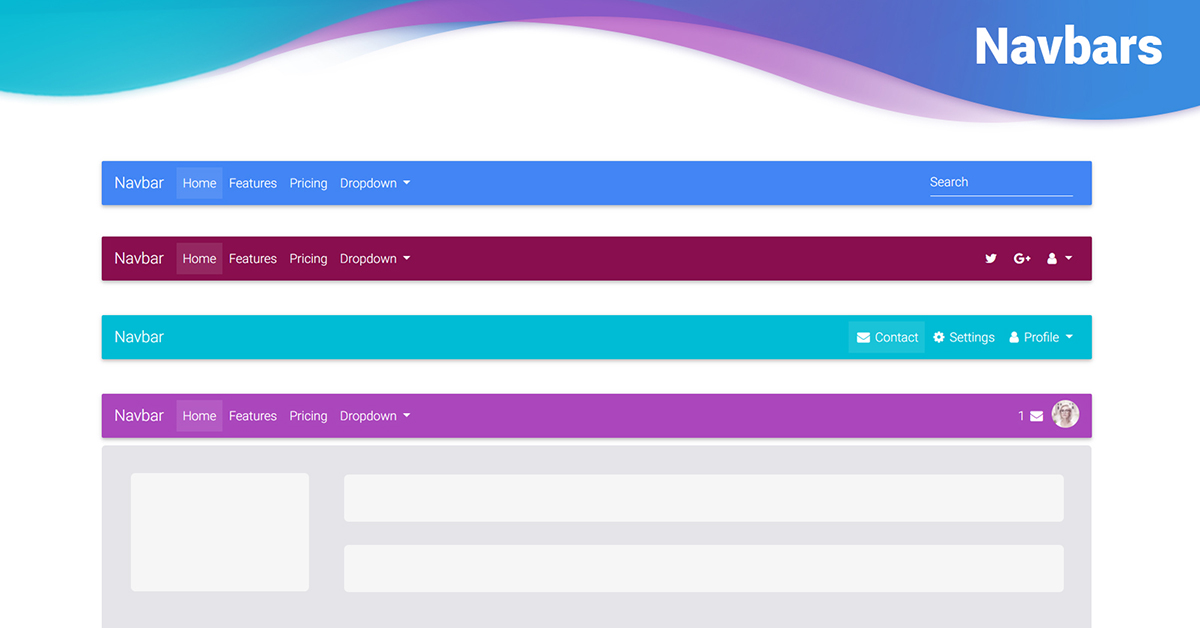 Navbars
Navbar Home Features Pricing Dropdown Search
Navbar Home Features Pricing Dropdown G+
Navbar Contact Settings Profile
Navbar Home Features Pricing Dropdown 1